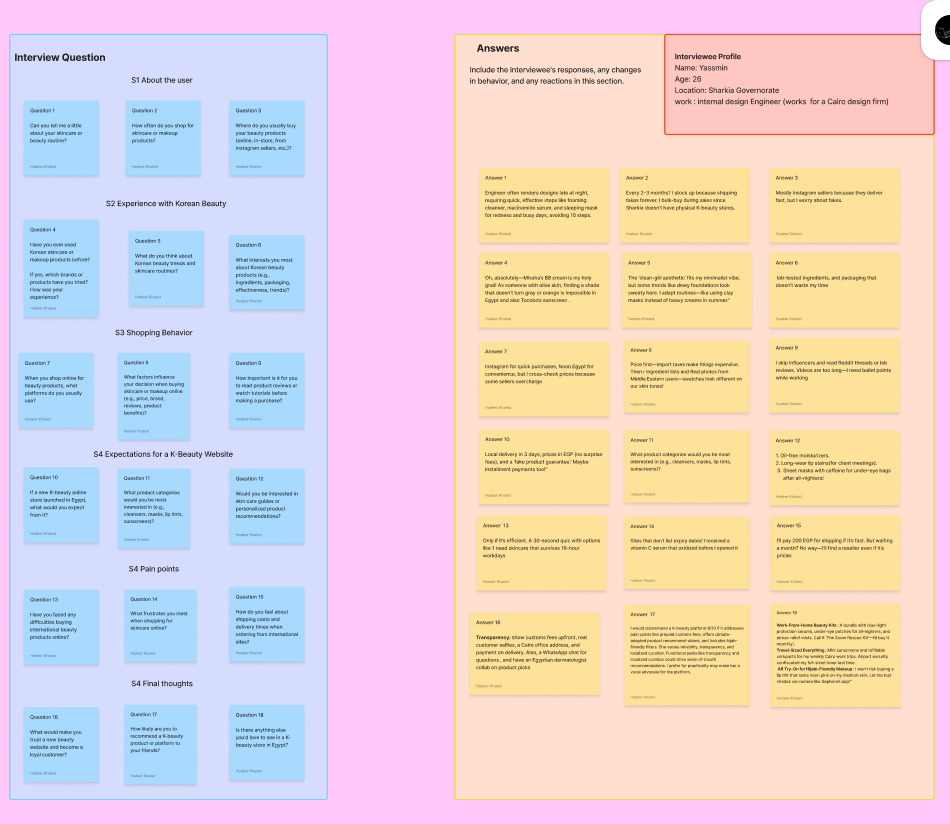 Interview Question
S1 About the user
Question 1
Can you tell me a little
about your skincare or
beauty routine?
Hadeer Khaled
Question 2
How often do you shop for
skincare or makeup
products?
Hadeer Khaled
Question 3
Where do you usually buy
your beauty products
(online, in-store, from
Instagram sellers, etc.)?
Hadeer Khaled
S2 Experience with Korean Beauty
Question 4
Have you ever used
Korean skincare or
makeup products before?
If yes, which brands or
products have you tried?
How was your
experience?
Hadeer Khaled
Question 5
What do you think about
Korean beauty trends and
skincare routines?
Hadeer Khaled
Question 6
What interests you most
about Korean beauty
products (e.g.,
ingredients, packaging,
effectiveness, trends)?
Hadeer Khaled
S3 Shopping Behavior
Question 7
When you shop online for
beauty products, what
platforms do you usually
use?
Hadeer Khaled
Question 8
What factors influence
your decision when buying
skincare or makeup online
(e.g., price, brand,
reviews, product
benefits)?
Hadeer Khaled
Question 9
How important is it for you
to read product reviews or
watch tutorials before
making a purchase?
Hadeer Khaled
S4 Expectations for a K-Beauty Website
Question 10
If a new K-beauty online
store launched in Egypt,
what would you expect
from it?
Hadeer Khaled
Question 11
What product categories
would you be most
interested in (e.g.,
cleansers, masks, lip tints,
sunscreens)?
Hadeer Khaled
Question 12
Would you be interested in
skin care guides or
personalized product
recommendations?
Hadeer Khaled
S4 Pain points
Question 13
Have you faced any
difficulties buying
international beauty
products online?
Hadeer Khaled
Question 14
What frustrates you most
when shopping for
skincare online?
Hadeer Khaled
Question 15
How do you feel about
shipping costs and
delivery times when
ordering from international
sites?
Hadeer Khaled
S4 Final thoughts
Question 16
What would make you
trust a new beauty
website and become a
loyal customer?
Hadeer Khaled
Question 17
How likely are you to
recommend a K-beauty
product or platform to
your friends?
Hadeer Khaled
Question 18
Is there anything else
you'd love to see in a K-
beauty store in Egypt?
Hadeer Khaled
Answers
Include the interviewee's responses, any changes
in behavior, and any reactions in this section.
Interviewee Profile
Name: Yassmin
Age: 26
Location: Sharkia Governorate
work : internal design Engineer (works for a Cairo design firm)
Answer 1
Engineer often renders designs late at night,
requiring quick, effective steps like foaming
cleanser, niacinamide serum, and sleeping mask
for redness and busy days, avoiding 10 steps.
Hadeer Khaled
Answer 2
Every 2–3 months? I stock up because shipping
takes forever. I bulk-buy during sales since
Sharkia doesn't have physical K-beauty stores.
Hadeer Khaled
Answer 3
Mostly Instagram sellers because they deliver
fast, but I worry about fakes.
Hadeer Khaled
Answer 4
Oh, absolutely—Missha's BB cream is my holy
grail! As someone with olive skin, finding a shade
that doesn't turn gray or orange is impossible in
Egypt and also Tocobo's sunscreen .
Hadeer Khaled
Answer 5
The 'clean-girl aesthetic' fits my minimalist vibe,
but some trends like dewy foundations look
sweaty here. I adapt routines—like using clay
masks instead of heavy creams in summer."
Hadeer Khaled
Answer 6
lab-tested ingredients, and packaging that
doesn't waste my time
Hadeer Khaled
Answer 7
Instagram for quick purchases, Noon Egypt for
convenience, but I cross-check prices because
some sellers overcharge
Hadeer Khaled
Answer 8
Price first—import taxes make things expensive.
Then r ingredient lists and Real photos from
Middle Eastern users—swatches look different on
our skin tones!
Hadeer Khaled
Answer 9
I skip influencers and read Reddit threads or lab
reviews. Videos are too long—I need bullet points
while working
Hadeer Khaled
Answer 10
Local delivery in 3 days, prices in EGP (no surprise
fees), and a 'fake product guarantee.' Maybe
installment payments too!"
Hadeer Khaled
Answer 11
What product categories would you be most
interested in (e.g., cleansers, masks, lip tints,
sunscreens)?
Hadeer Khaled
Answer 12
1. Oil-free moisturizers.
2. Long-wear lip stains(for client meetings).
3. Sheet masks with caffeine for under-eye bags
after all-nighters!
Hadeer Khaled
Answer 13
Only if it's efficient. A 30-second quiz with options
like 'I need skincare that survives 16-hour
workdays
Hadeer Khaled
Answer 14
Sites that don't list expiry dates! I received a
vitamin C serum that oxidized before I opened it
Hadeer Khaled
Answer 15
I'll pay 200 EGP for shipping if it's fast. But waiting
a month? No way—I'll find a reseller even if it's
pricier.
Hadeer Khaled
Answer 16
Transparency: show customs fees upfront, real
customer selfies, a Cairo office address, and
payment on delivery. Also, a WhatsApp chat for
questions , and have an Egyptian dermatologist
collab on product picks
Hadeer Khaled
Answer 17
I would recommend a K-beauty platform 9/10 if it addresses
pain points like prepaid customs fees, offers climate-
adapted product recommend-ations, and includes hijab-
friendly filters. She values reliability, transparency, and
localized curation. Functional perks like transparency and
localized curation could drive word-of-mouth
recommendations. I prefer for practicality may make her a
vocal advocate for the platform.
Hadeer Khaled
Answer 18
Work-From-Home Beauty Kits : A bundle with blue-light
protection serums, under-eye patches for all-nighters, and
stress-relief masks. Call it 'The Zoom Rescue Kit'—I'd buy it
monthly!
Travel-Sized Everything : Mini sunscreens and refillable
compacts for my weekly Cairo work trips. Airport security
confiscated my full-sized toner last time.
AR Try-On for Hijabi-Friendly Makeup : I won't risk buying a
lip tint that looks neon pink on my medium skin. Let me test
shades via camera like Sephora's app!"
Hadeer Khaled